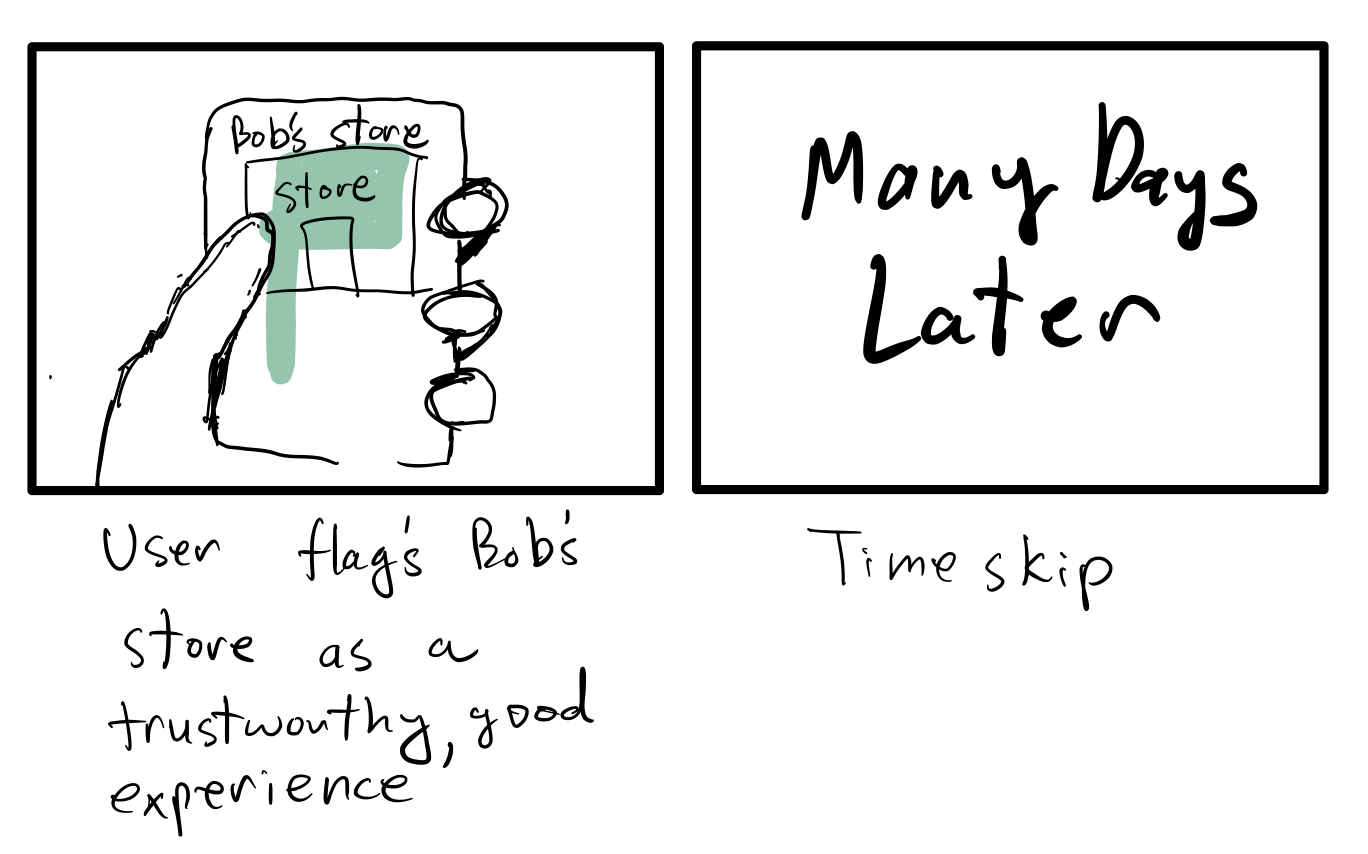 Bob's store
store
User flag's Bob's
store as a
trustworthy, good
experience
Many Days
Later
Time skip